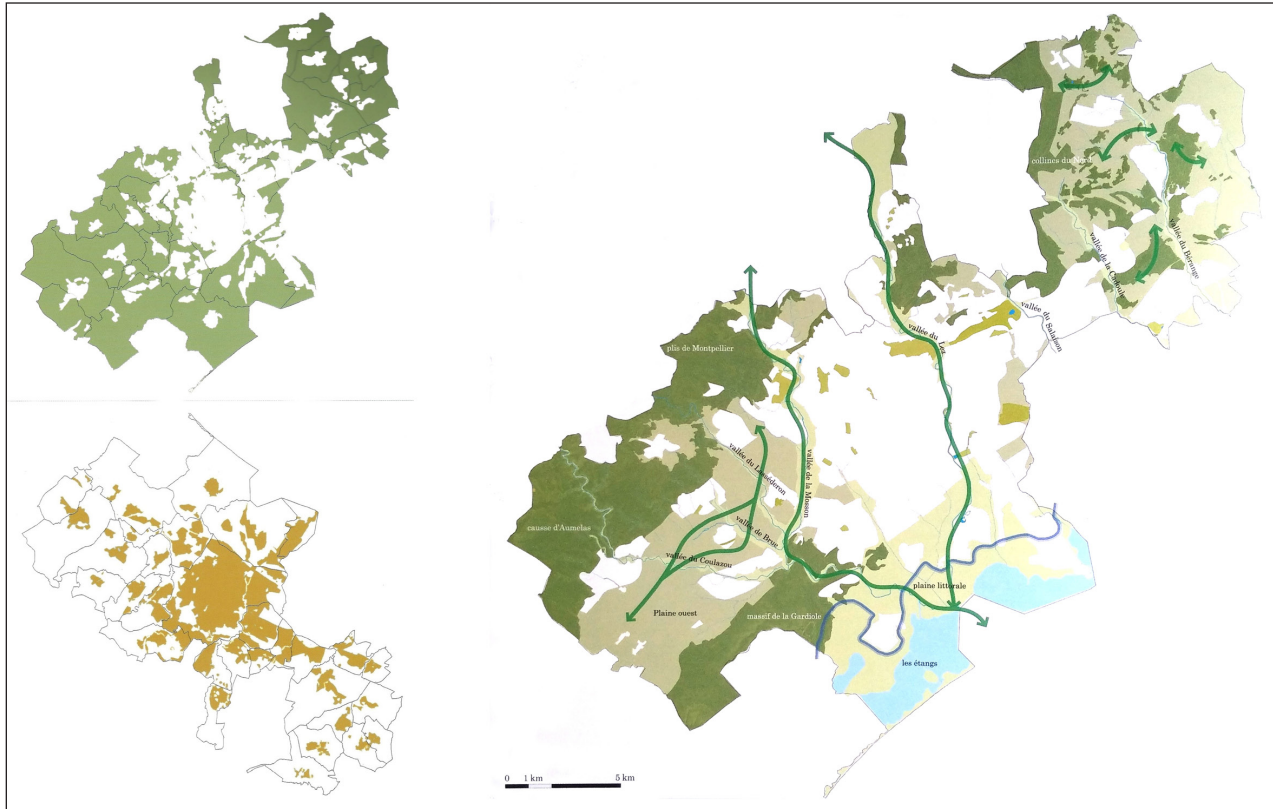 collines du Nord
vallée du Bérange
vallée de la Cadoule
vallée du Salaison
vallée du Lez
plis de Montpellier
vallée du Lasséderon
vallée de la Mosson
causse d'Aumelas
vallée de Brue
vallée du Coulazou
plaine littorale
Plaine ouest
massif de la Gardiole
les étangs
0 1 km 5 km